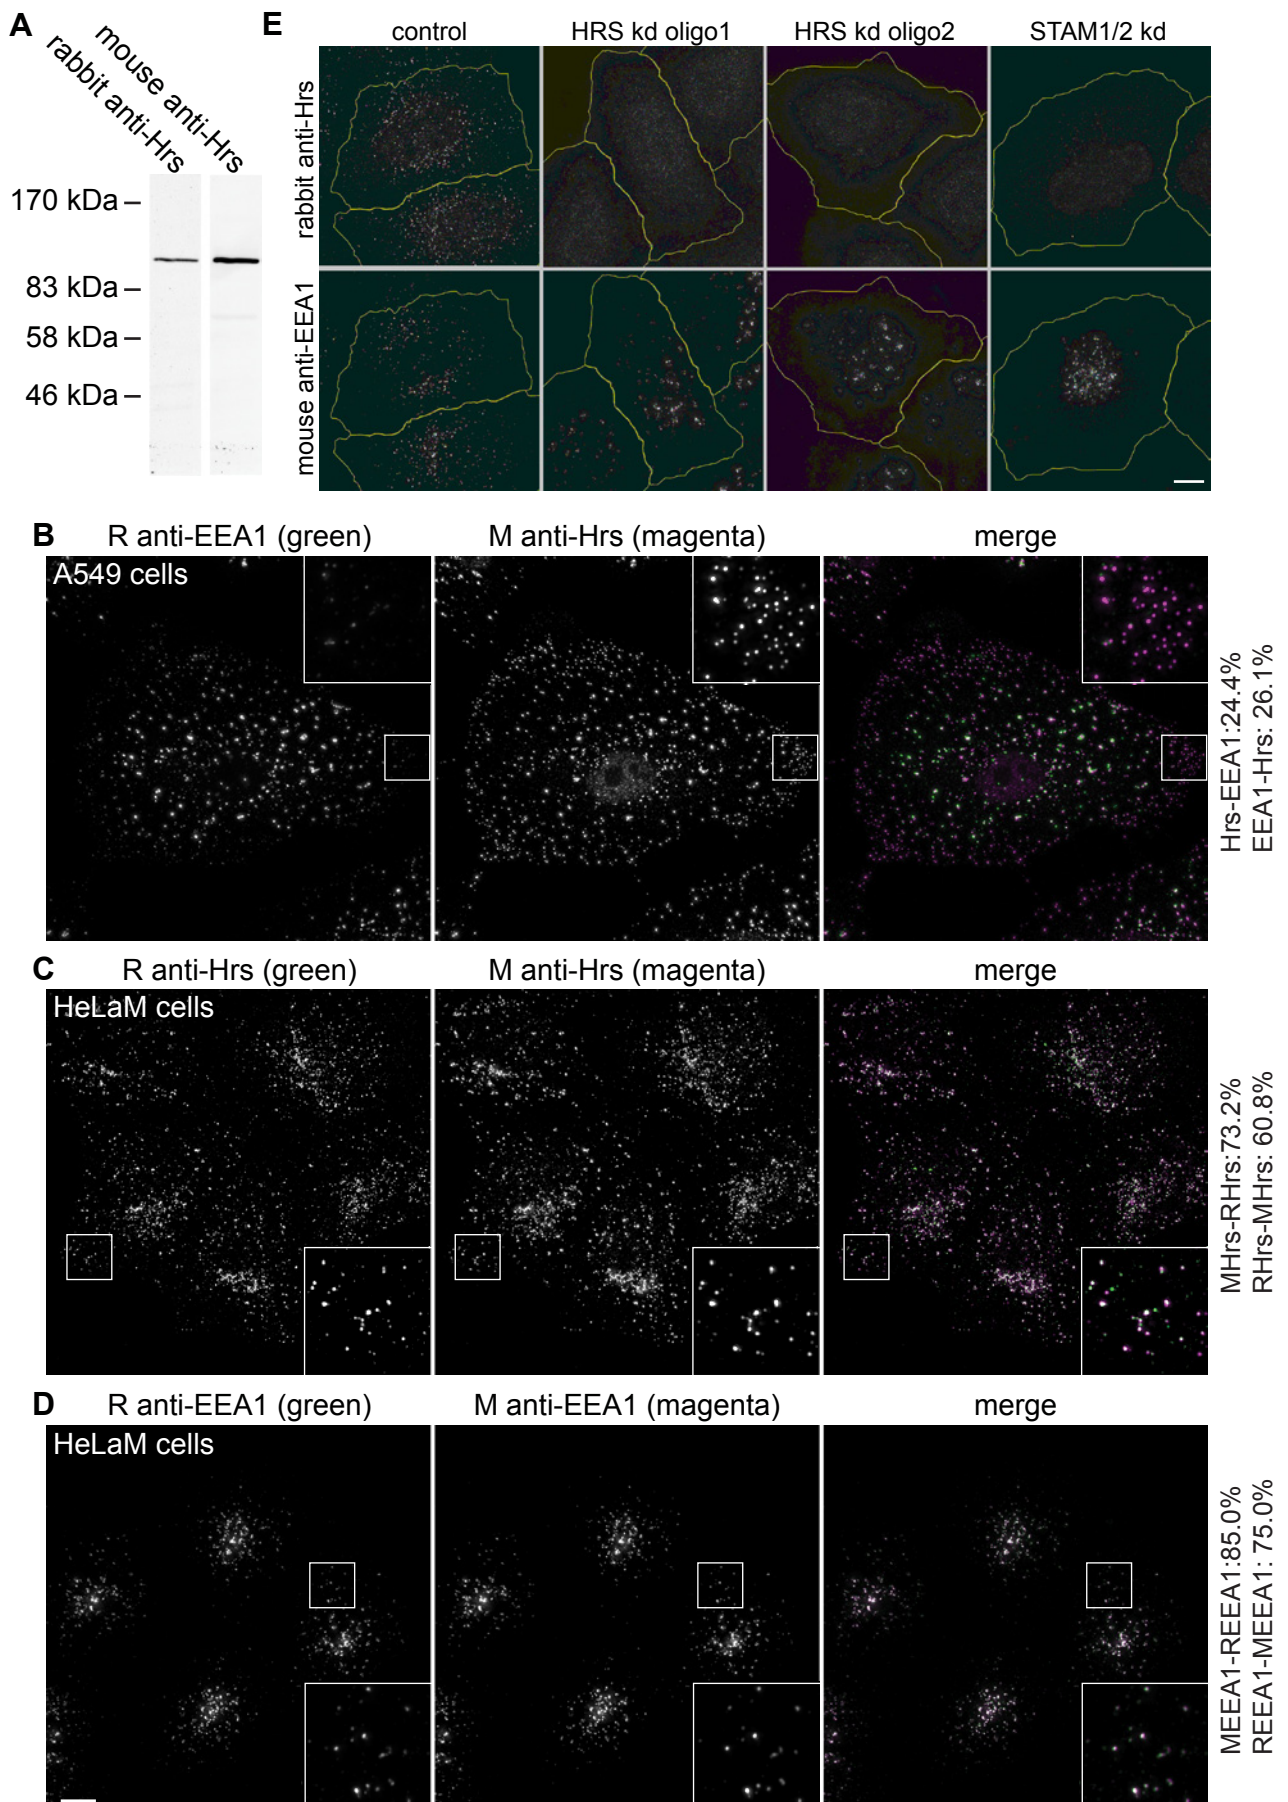 A
rabbit anti-Hrs
mouse anti-Hrs
170 kDa
83 kDa
58 kDa
46 kDa
E
control
HRS kd oligo1
HRS kd oligo2
STAM1/2 kd
rabbit anti-Hrs
mouse anti-EEA1
B
R anti-EEA1 (green)
M anti-Hrs (magenta)
merge
A549 cells
Hrs-EEA1:24.4%
EEA1-Hrs: 26.1%
C
R anti-Hrs (green)
M anti-Hrs (magenta)
merge
HeLaM cells
MHrs-RHrs:73.2%
RHrs-MHrs: 60.8%
D
R anti-EEA1 (green)
M anti-EEA1 (magenta)
merge
HeLaM cells
MEEA1-REEA1:85.0%
REEA1-MEEA1: 75.0%